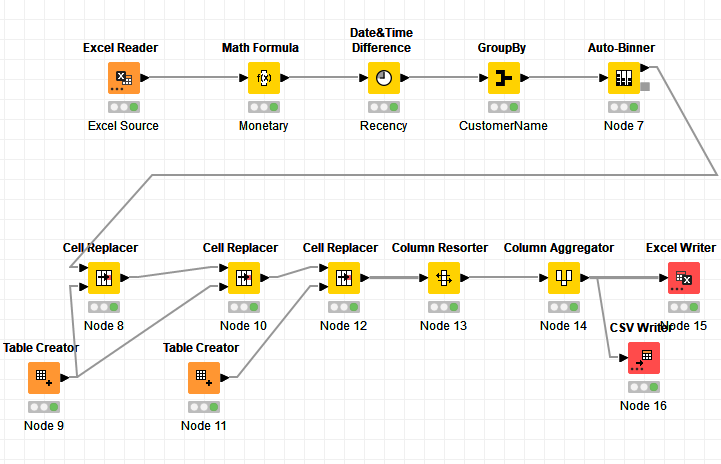 Excel Reader
Math Formula
Date&Time
Difference
GroupBy
Auto-Binner
f(x)
Excel Source
Monetary
Recency
CustomerName
Node 7
Cell Replacer
Cell Replacer
Cell Replacer
Column Resorter
Column Aggregator
Excel Writer
Node 8
Node 10
Node 12
Node 13
Node 14
Node 15
CSV Writer
Table Creator
Table Creator
Node 16
Node 9
Node 11